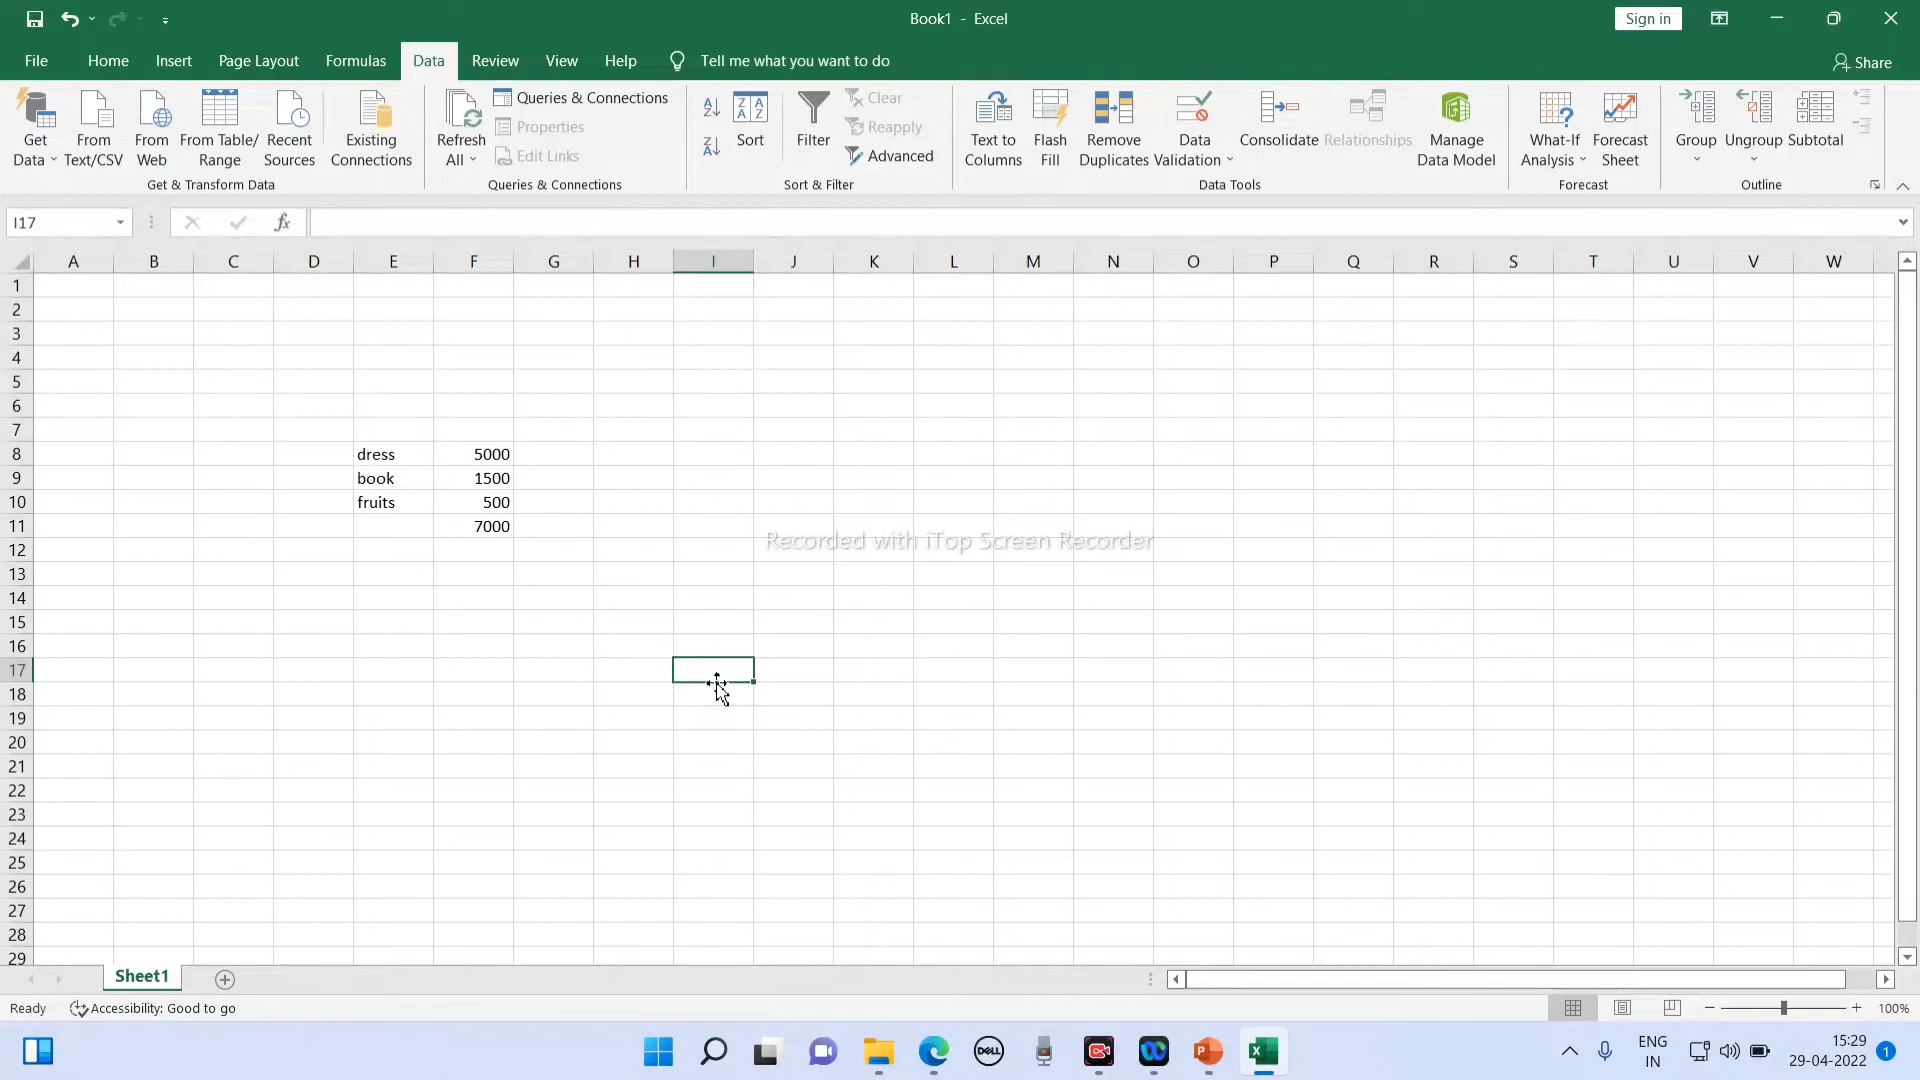 Book1 - Excel
Sign in
File Home Insert Page Layout Formulas Data Review View Help Tell me what you want to do Share
Get Data
From Text/CSV
From Web
From Table/ Range
Recent Sources
Existing Connections
Get & Transform Data
Refresh All
Queries & Connections
Properties
Edit Links
Queries & Connections
Sort
Filter
Clear
Reapply
Advanced
Sort & Filter
Text to Columns
Flash Fill
Remove Duplicates
Data Validation
Consolidate
Relationships
Manage Data Model
Data Tools
What-If Analysis
Forecast Sheet
Forecast
Group
Ungroup
Subtotal
Outline
I17
fx
A B C D E F G H I J K L M N O P Q R S T U V W
1
2
3
4
5
6
7
8 dress 5000
9 book 1500
10 fruits 500
11 7000
Recorded with iTop Screen Recorder
12
13
14
15
16
17
18
19
20
21
22
23
24
25
26
27
28
29
Sheet1
Ready Accessibility: Good to go 100%
DELL
ENG
IN
15:29
29-04-2022
1